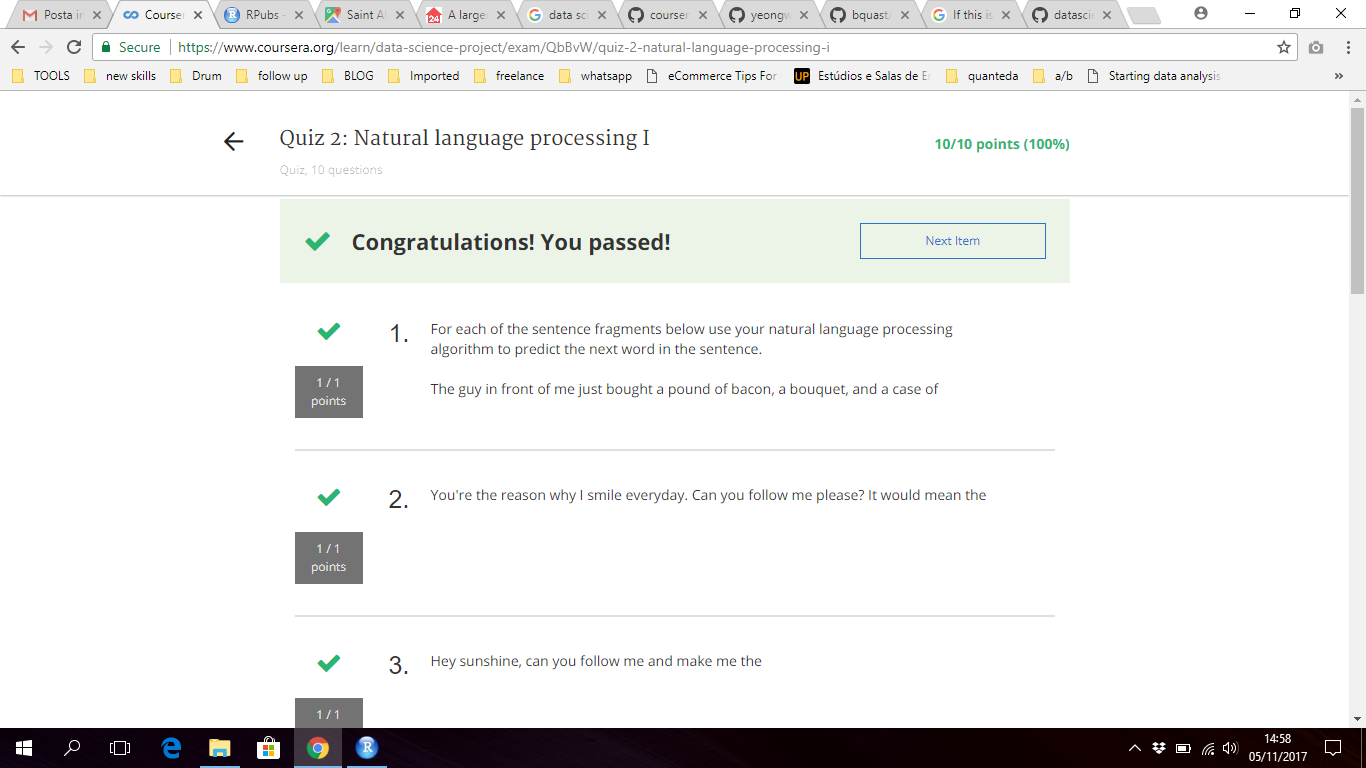 Posta in
Coursera
RPubs -
Saint Al
A large
data sci
courser
yeongw
bquast/
If this is
datascie
Secure
https://www.coursera.org/learn/data-science-project/exam/QbBvW/quiz-2-natural-language-processing-i
TOOLS
new skills
Drum
follow up
BLOG
Imported
freelance
whatsapp
eCommerce Tips For
UP
Estúdios e Salas de En
quanteda
a/b
Starting data analysis
»
Quiz 2: Natural language processing I
10/10 points (100%)
Quiz, 10 questions
Congratulations! You passed!
Next Item
1.
For each of the sentence fragments below use your natural language processing
algorithm to predict the next word in the sentence.
1 / 1
points
The guy in front of me just bought a pound of bacon, a bouquet, and a case of
2.
You're the reason why I smile everyday. Can you follow me please? It would mean the
1 / 1
points
3.
Hey sunshine, can you follow me and make me the
1 / 1
14:58
05/11/2017